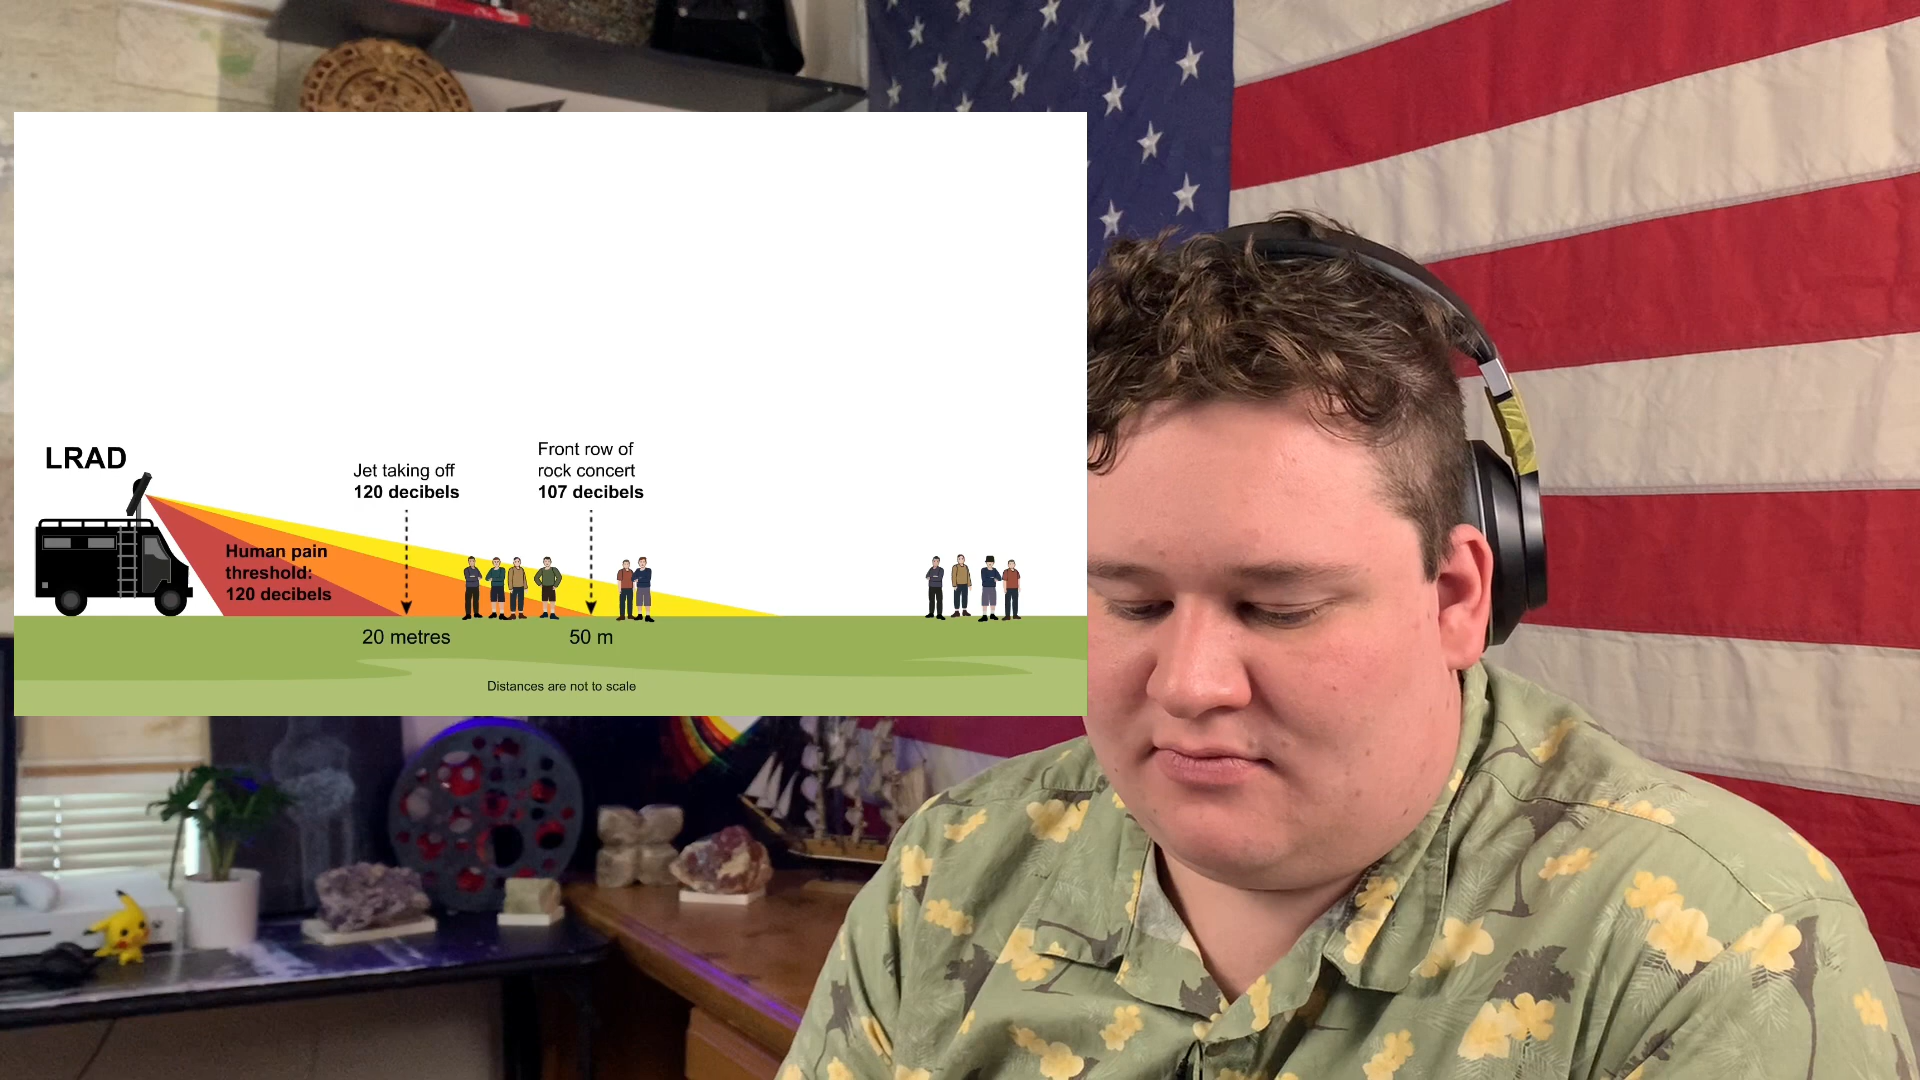 LRAD
Human pain
threshold:
120 decibels
Jet taking off
120 decibels
Front row of
rock concert
107 decibels
20 metres
50 m
Distances are not to scale